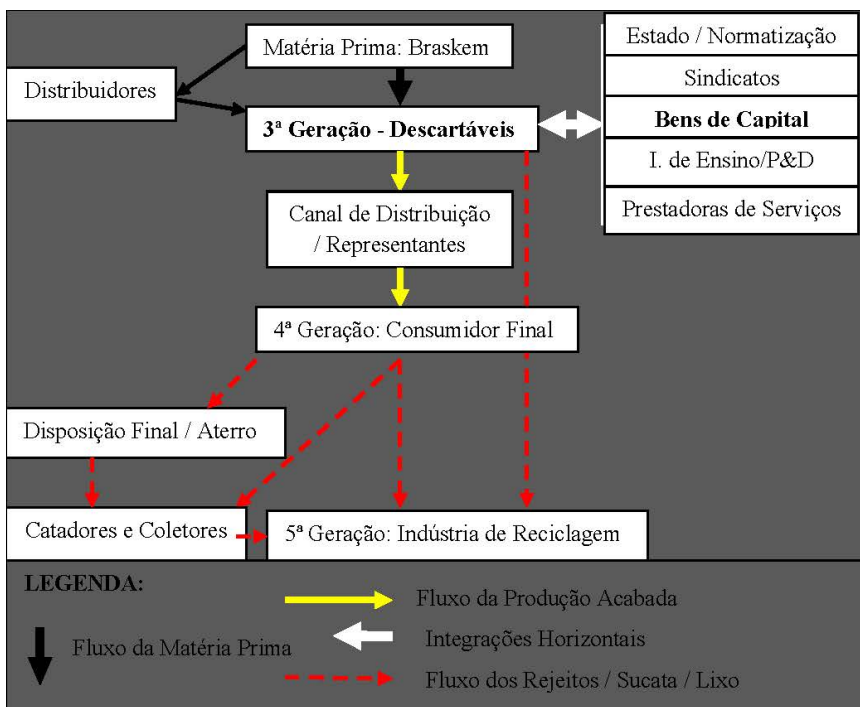 Matéria Prima: Braskem
Distribuidores
3ª Geração - Descartáveis
Estado / Normatização
Sindicatos
Bens de Capital
I. de Ensino/P&D
Prestadoras de Serviços
Canal de Distribuição
/ Representantes
4ª Geração: Consumidor Final
Disposição Final / Aterro
Catadores e Coletores
5ª Geração: Indústria de Reciclagem
LEGENDA:
Fluxo da Matéria Prima
Fluxo da Produção Acabada
Integrações Horizontais
Fluxo dos Rejeitos / Sucata / Lixo